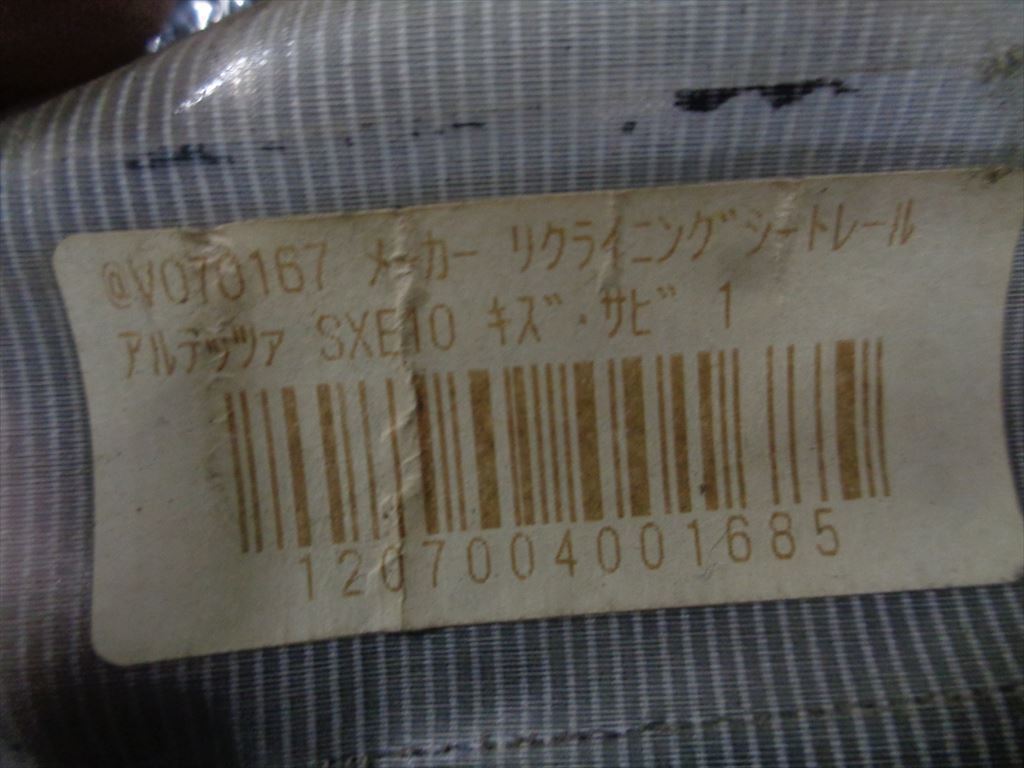 @V070167 ﾒｰｶｰ ﾘｸﾗｲﾆﾝｸﾞｼｰﾄﾚｰﾙ
ｱﾙﾃｯﾂｧ SXE10 ｷｽﾞ･ｻﾋﾞ 1
1207004001685